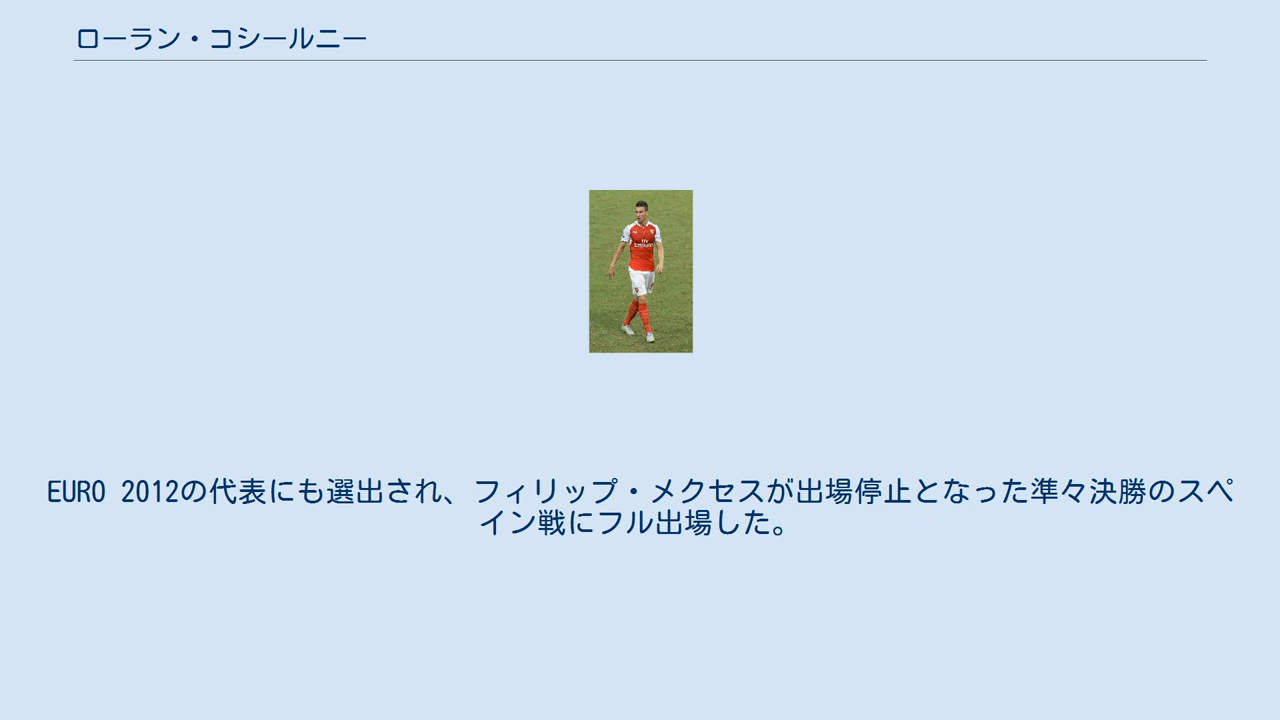 ローラン・コシールニー
EURO 2012の代表にも選出され、フィリップ・メクセスが出場停止となった準々決勝のスペ
イン戦にフル出場した。